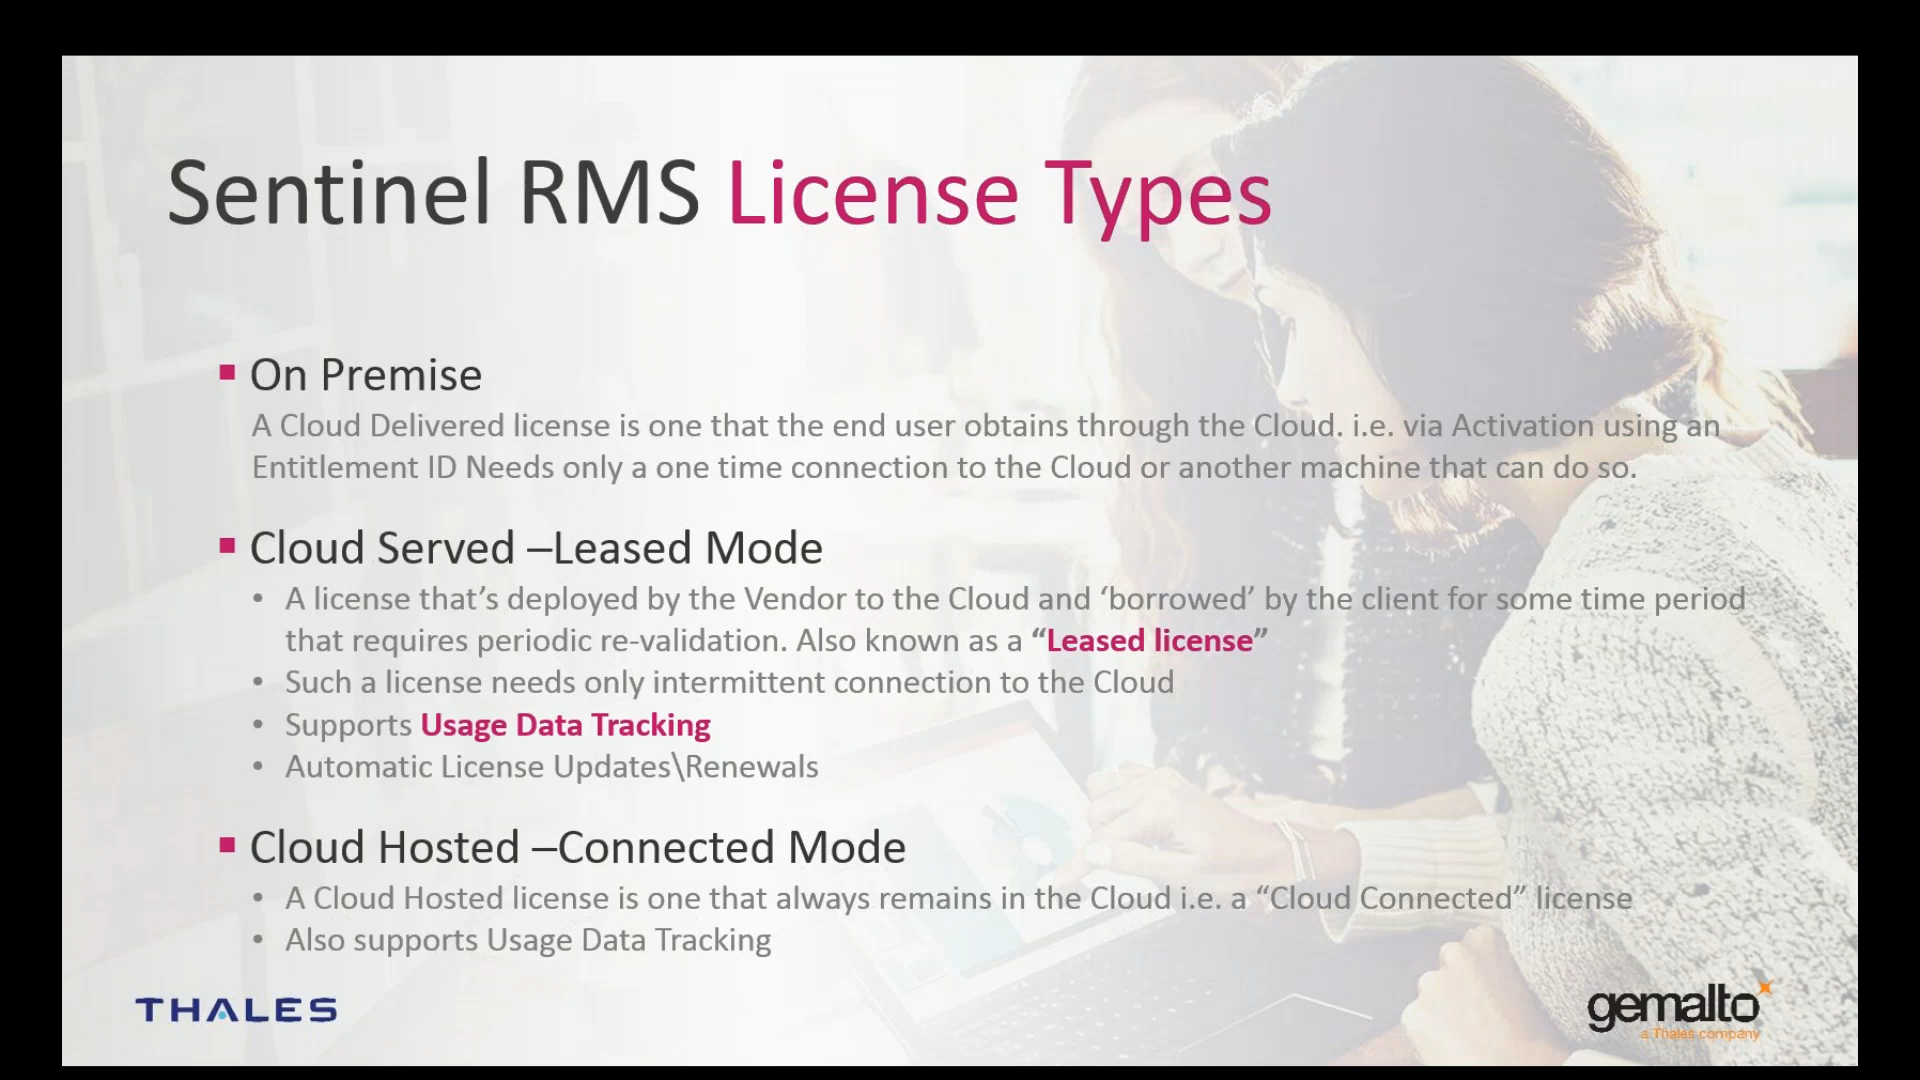 Sentinel RMS License Types
On Premise
A Cloud Delivered license is one that the end user obtains through the Cloud. i.e. via Activation using an
Entitlement ID Needs only a one time connection to the Cloud or another machine that can do so.
Cloud Served –Leased Mode
• A license that’s deployed by the Vendor to the Cloud and ‘borrowed’ by the client for some time period
that requires periodic re-validation. Also known as a “Leased license”
• Such a license needs only intermittent connection to the Cloud
• Supports Usage Data Tracking
• Automatic License Updates\Renewals
Cloud Hosted –Connected Mode
• A Cloud Hosted license is one that always remains in the Cloud i.e. a “Cloud Connected” license
• Also supports Usage Data Tracking
THALES
gemalto
a Thales company